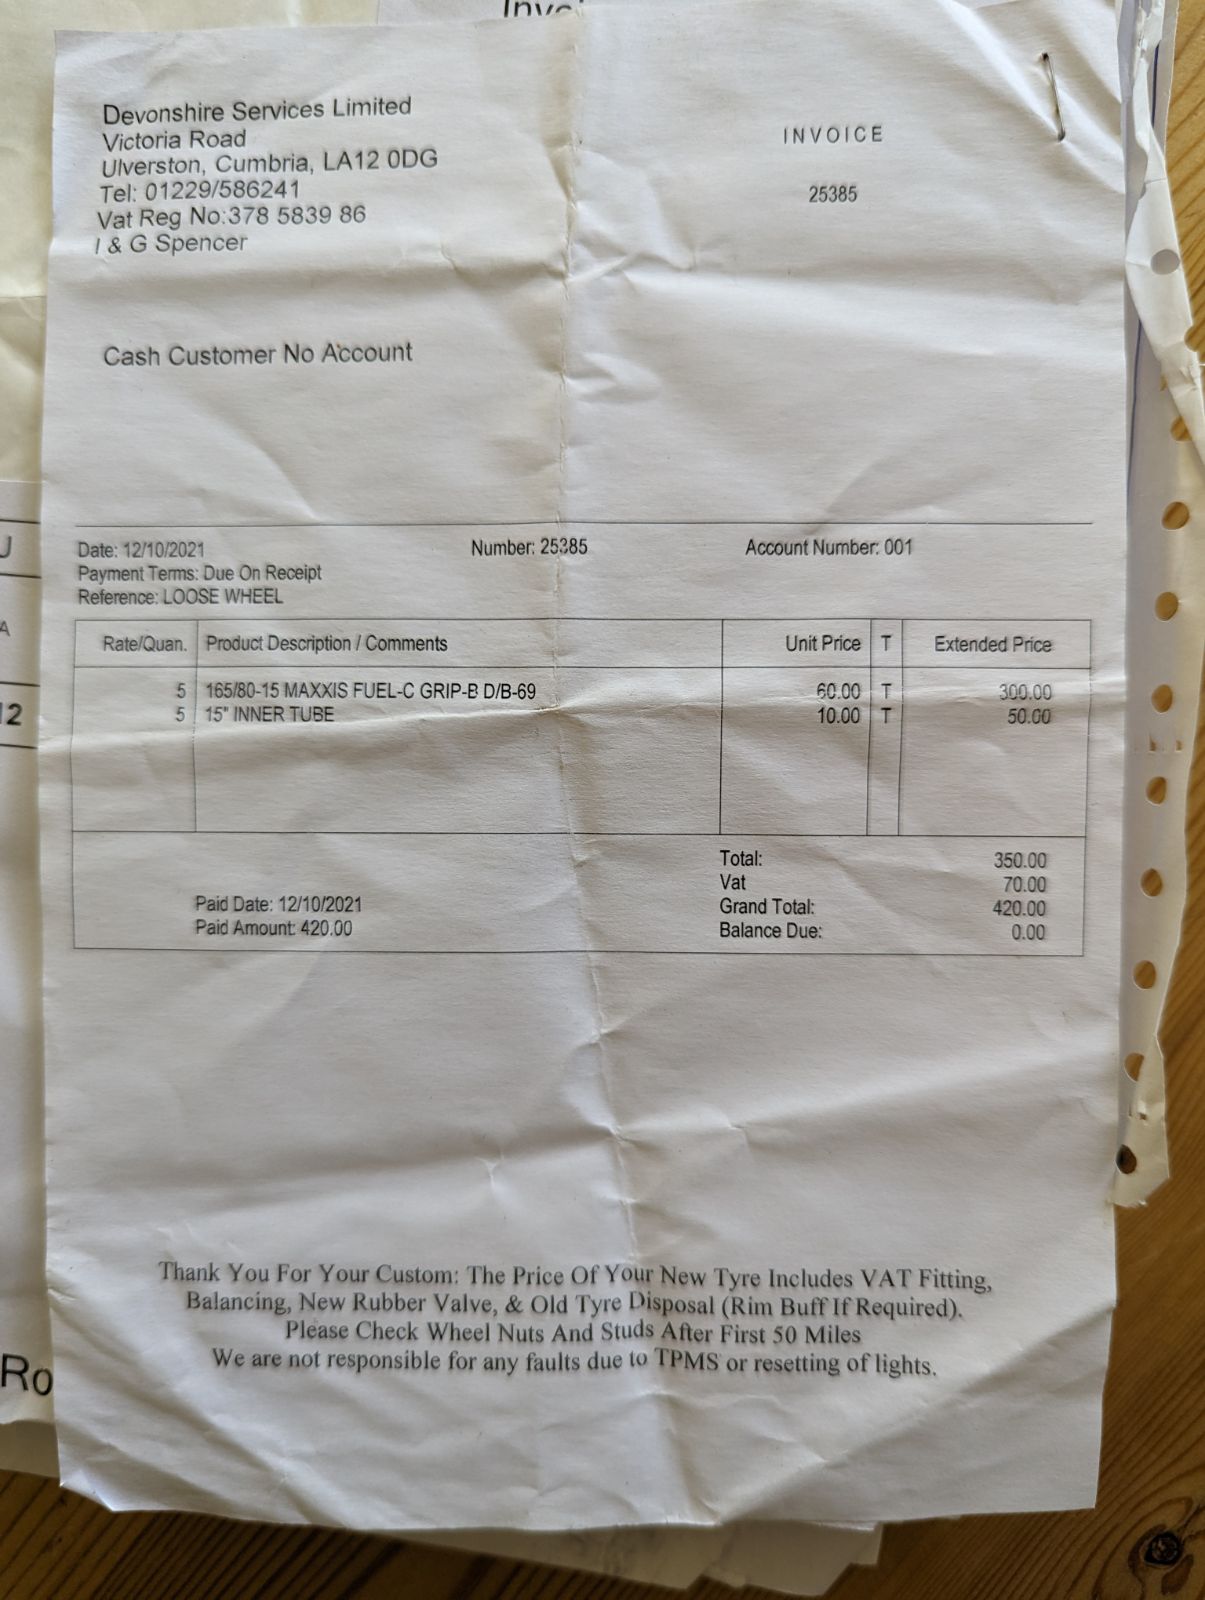 Devonshire Services Limited
Victoria Road
Ulverston, Cumbria, LA12 0DG
Tel: 01229/586241
Vat Reg No:378 5839 86
I & G Spencer
INVOICE
25385
Cash Customer No Account
Date: 12/10/2021 Number: 25385 Account Number: 001
Payment Terms: Due On Receipt
Reference: LOOSE WHEEL
Rate/Quan. Product Description / Comments Unit Price T Extended Price
5 165/80-15 MAXXIS FUEL-C GRIP-B D/B-69 60.00 T 300.00
5 15" INNER TUBE 10.00 T 50.00
Total: 350.00
Vat 70.00
Paid Date: 12/10/2021 Grand Total: 420.00
Paid Amount: 420.00 Balance Due: 0.00
Thank You For Your Custom: The Price Of Your New Tyre Includes VAT Fitting,
Balancing, New Rubber Valve, & Old Tyre Disposal (Rim Buff If Required).
Please Check Wheel Nuts And Studs After First 50 Miles
We are not responsible for any faults due to TPMS or resetting of lights.
12
Ro